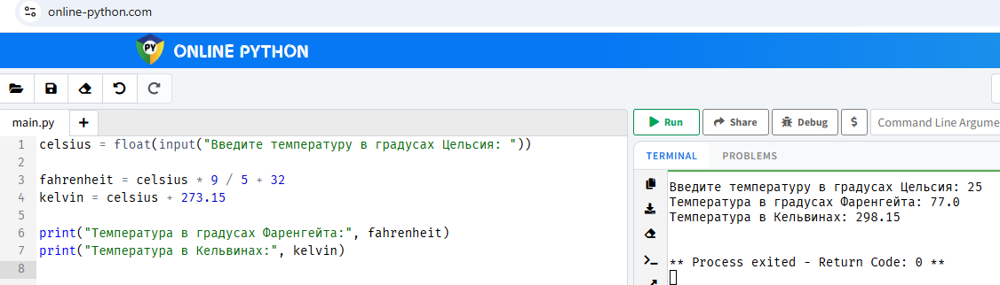 online-python.com
PY ONLINE PYTHON
main.py +
Run Share Debug $ Command Line Argume
1 celsius = float(input("Введите температуру в градусах Цельсия: "))
2
3 fahrenheit = celsius * 9 / 5 + 32
4 kelvin = celsius + 273.15
5
6 print("Температура в градусах Фаренгейта:", fahrenheit)
7 print("Температура в Кельвинах:", kelvin)
8
TERMINAL PROBLEMS
Введите температуру в градусах Цельсия: 25
Температура в градусах Фаренгейта: 77.0
Температура в Кельвинах: 298.15
** Process exited - Return Code: 0 **